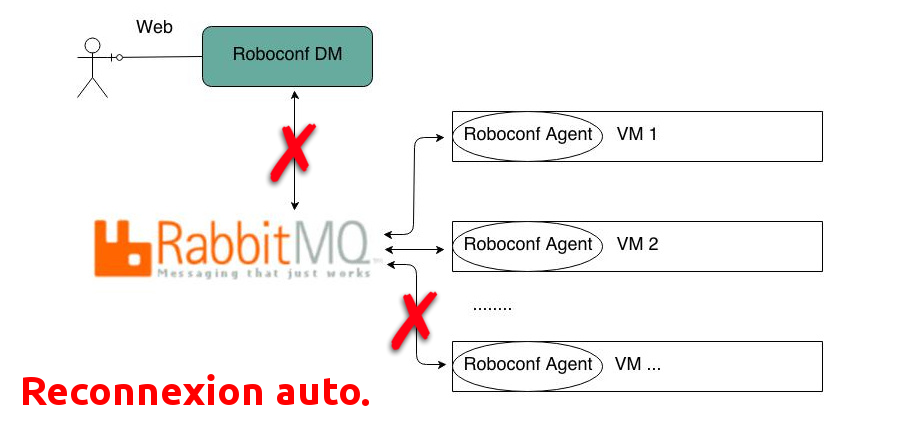 Web
Roboconf DM
Roboconf Agent VM 1
RabbitMQ
Messaging that just works
Roboconf Agent VM 2
........
Roboconf Agent VM ...
Reconnexion auto.